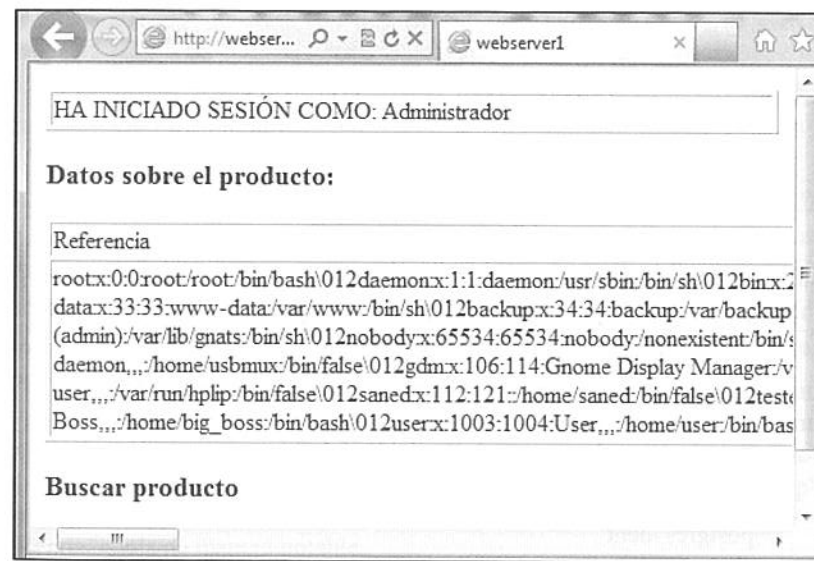 http://webser...
webserver1
HA INICIADO SESIÓN COMO: Administrador
Datos sobre el producto:
Referencia
root:x:0:0:root:/root:/bin/bash\012daemon:x:1:1:daemon:/usr/sbin:/bin/sh\012bin:x:2
data:x:33:33:www-data:/var/www:/bin/sh\012backup:x:34:34:backup:/var/backup
(admin):/var/lib/gnats:/bin/sh\012nobody:x:65534:65534:nobody:/nonexistent:/bin/s
daemon,,,:/home/usbmux:/bin/false\012gdm:x:106:114:Gnome Display Manager:/v
user,,,:/var/run/hplip:/bin/false\012saned:x:112:121::/home/saned:/bin/false\012teste
Boss,,,:/home/big_boss:/bin/bash\012user:x:1003:1004:User,,,:/home/user:/bin/bas
Buscar producto